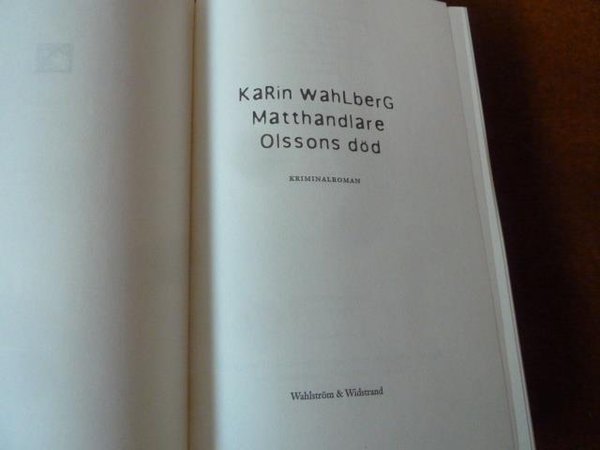 KaRin wahLberG
Matthandlare
Olssons död
KRIMINALROMAN
Wahlström & Widstrand